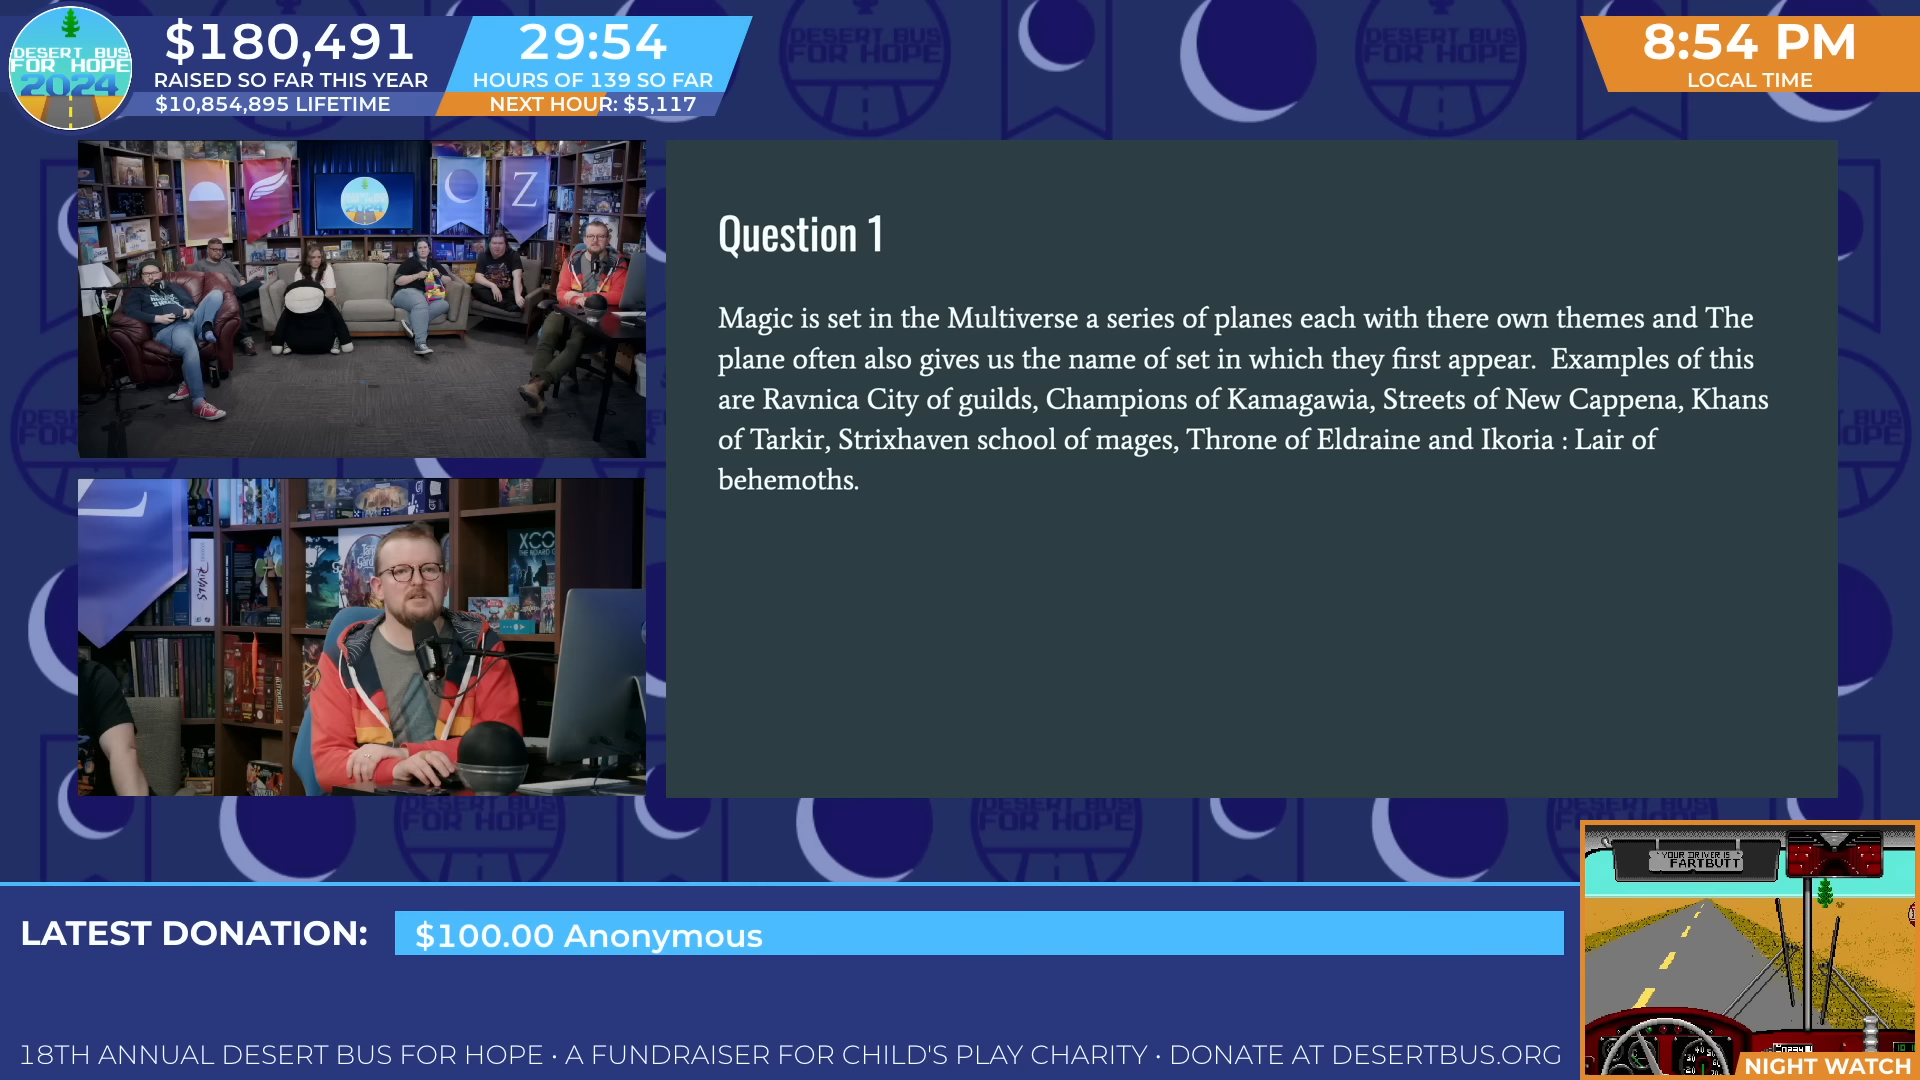 DESERT BUS
FOR HOPE
2024
$180,491
RAISED SO FAR THIS YEAR
$10,854,895 LIFETIME
29:54
HOURS OF 139 SO FAR
NEXT HOUR: $5,117
8:54 PM
LOCAL TIME
Question 1
Magic is set in the Multiverse a series of planes each with there own themes and The
plane often also gives us the name of set in which they first appear.  Examples of this
are Ravnica City of guilds, Champions of Kamagawia, Streets of New Cappena, Khans
of Tarkir, Strixhaven school of mages, Throne of Eldraine and Ikoria : Lair of
behemoths.
Z
2024
RIVALS
XCO
THE BOARD
YOUR DRIVER IS
FARTBUTT
LATEST DONATION:
$100.00 Anonymous
18TH ANNUAL DESERT BUS FOR HOPE • A FUNDRAISER FOR CHILD'S PLAY CHARITY • DONATE AT DESERTBUS.ORG
NIGHT WATCH